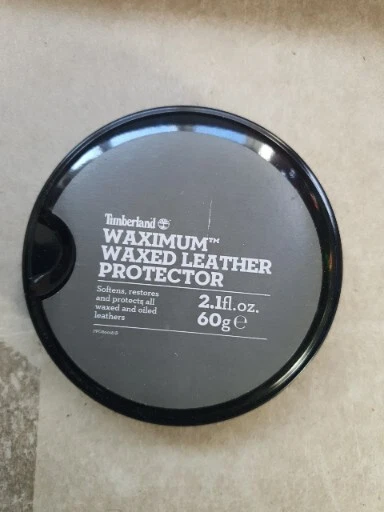 Timberland
WAXIMUM™
WAXED LEATHER
PROTECTOR
Softens, restores
and protects all
waxed and oiled
leathers
2.1fl.oz.
60g ℮